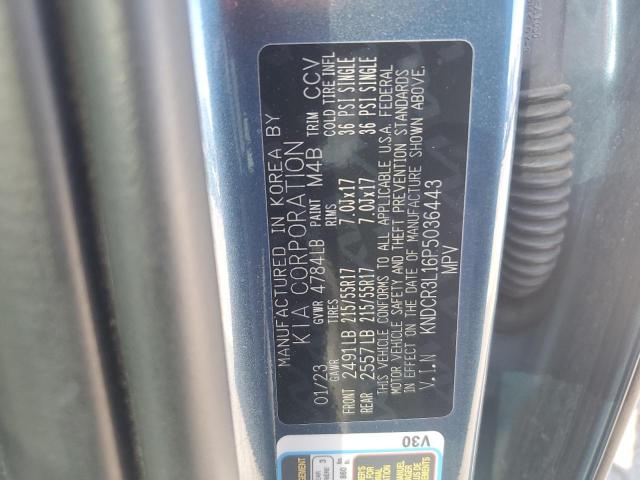 MANUFACTURED IN KOREA BY
KIA CORPORATION
01/23 GVWR 4784LB PAINT M4B TRIM CCV
GAWR TIRES RIMS COLD TIRE INFL
FRONT 2491LB 215/55R17 7.0Jx17 36 PSI SINGLE
REAR 2557LB 215/55R17 7.0Jx17 36 PSI SINGLE
THIS VEHICLE CONFORMS TO ALL APPLICABLE U.S.A. FEDERAL
MOTOR VEHICLE SAFETY AND THEFT PREVENTION STANDARDS
IN EFFECT ON DATE OF MANUFACTURE SHOWN ABOVE.
V.I.N KNDCR3L16P5036443
MPV
V30